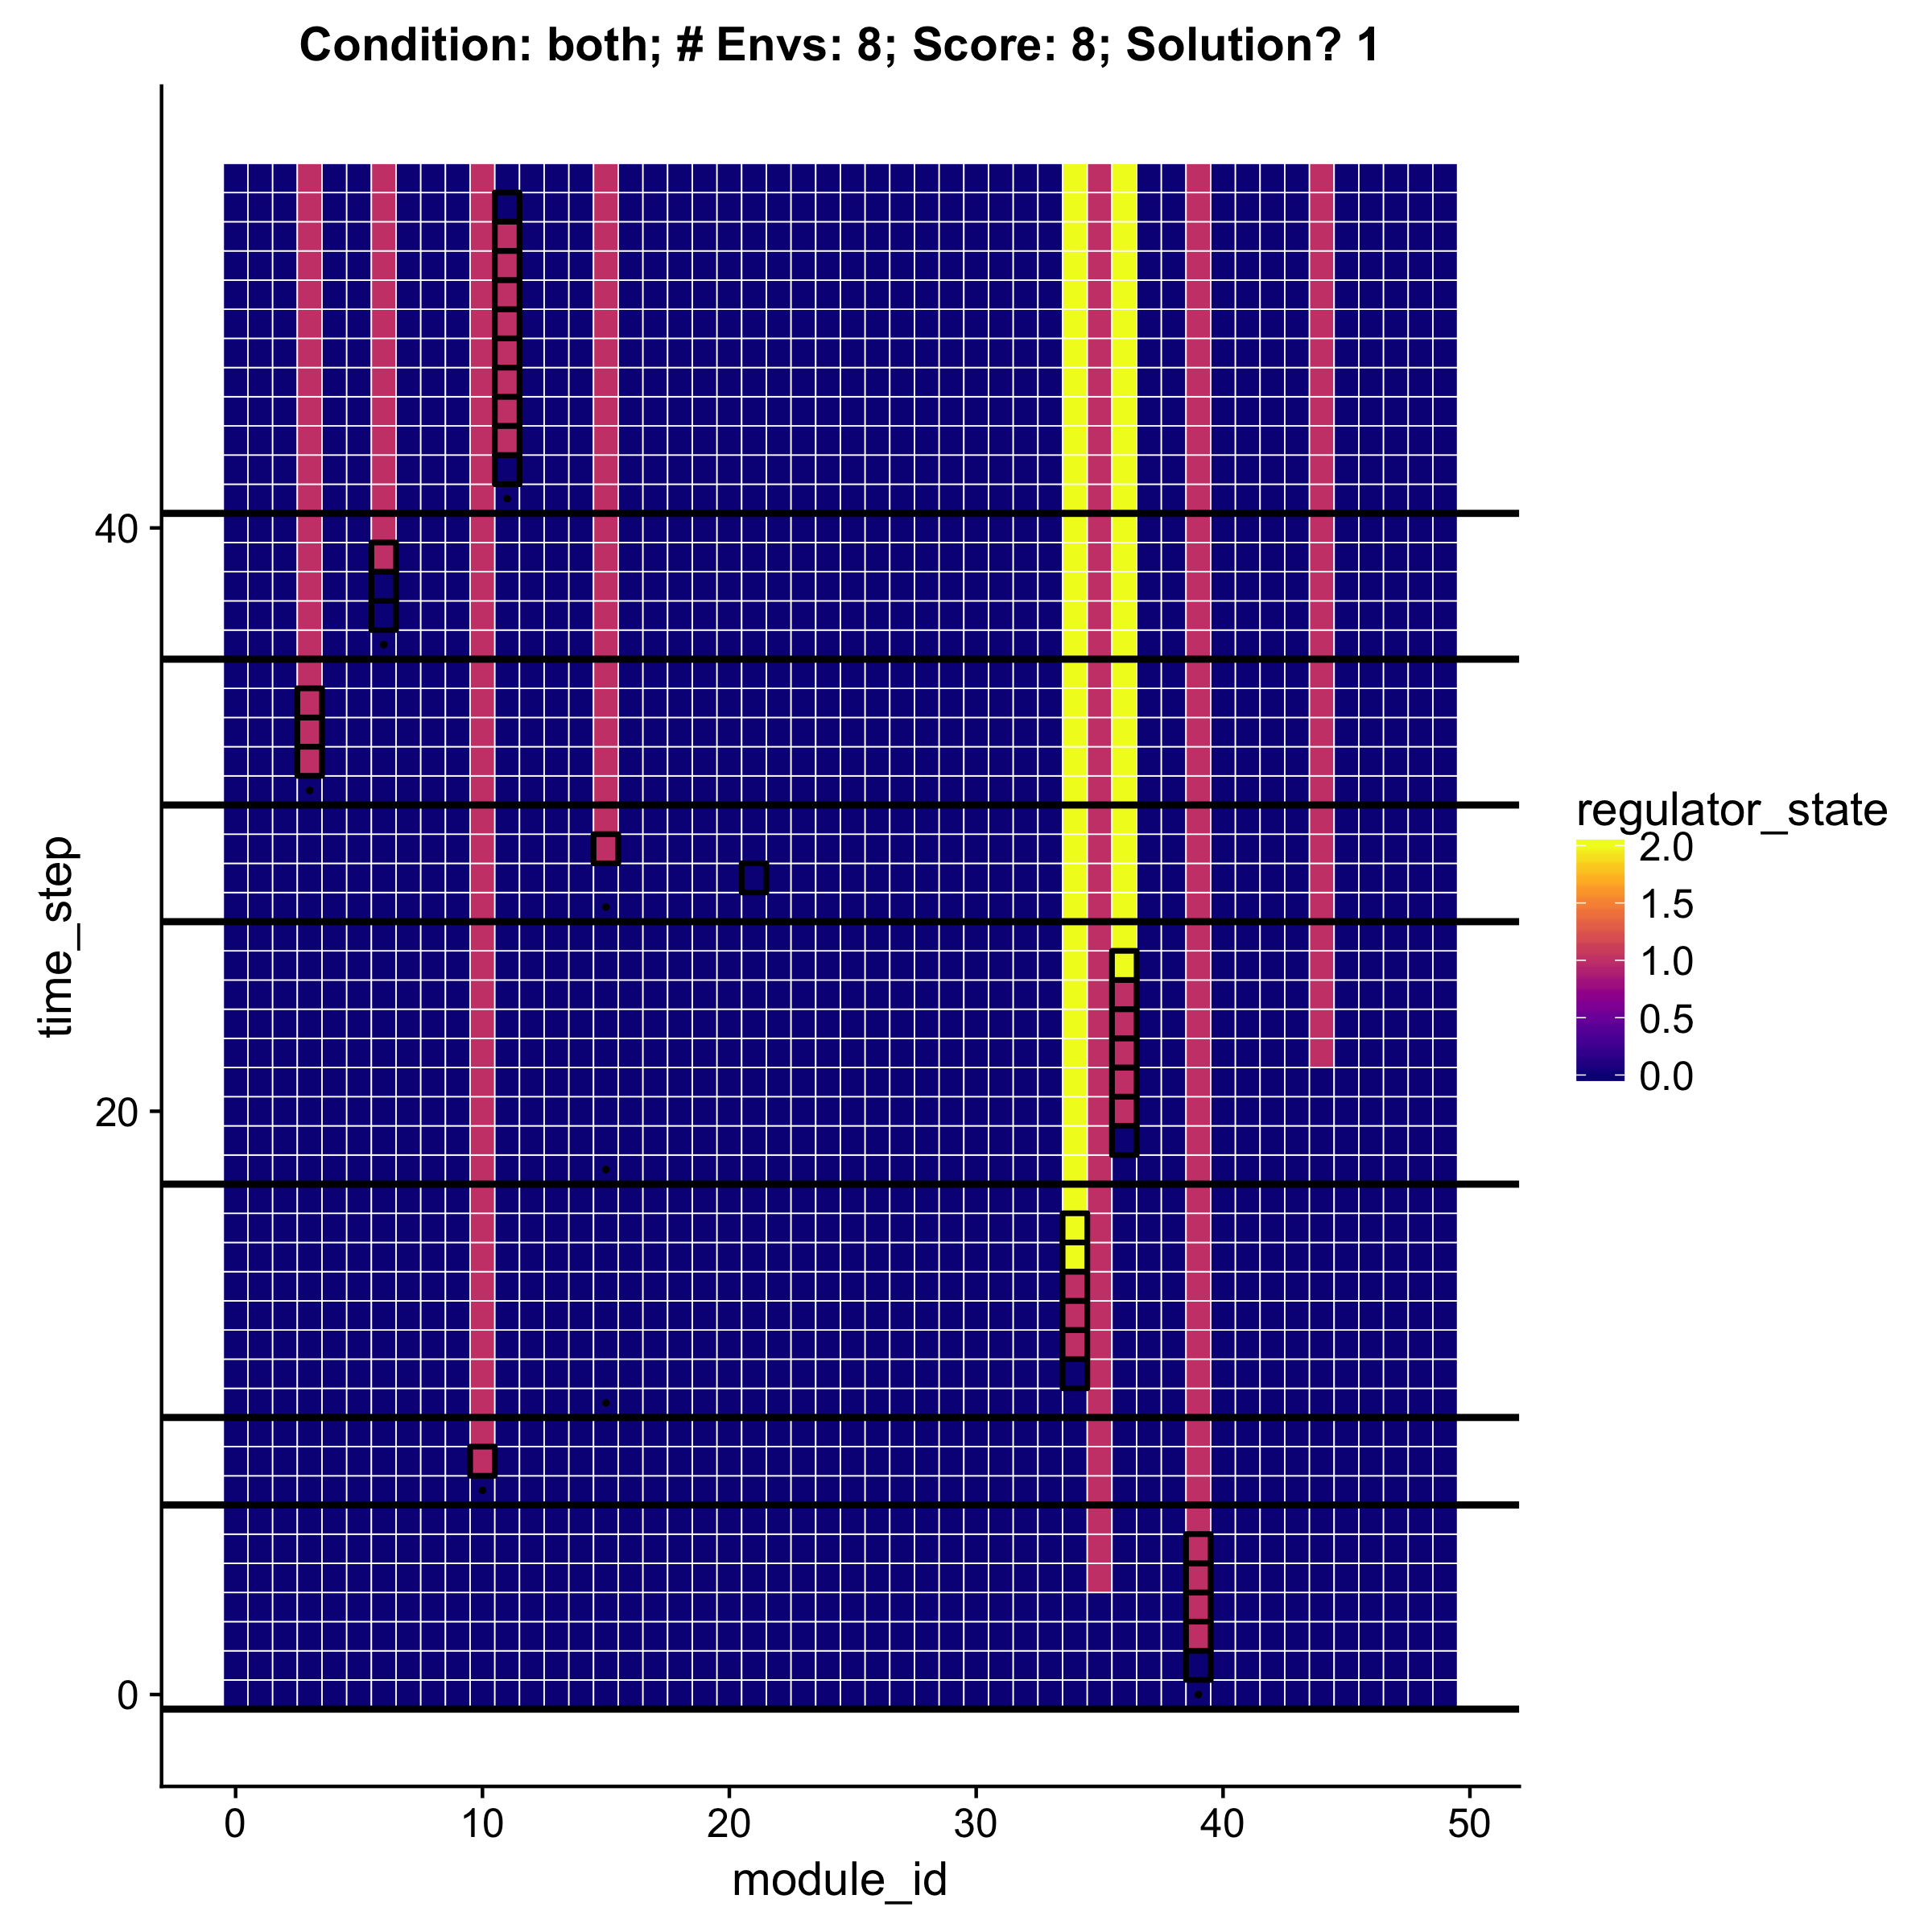 Condition: both; # Envs: 8; Score: 8; Solution? 1
time_step
40
20
0
0 10 20 30 40 50
module_id
regulator_state
2.0
1.5
1.0
0.5
0.0